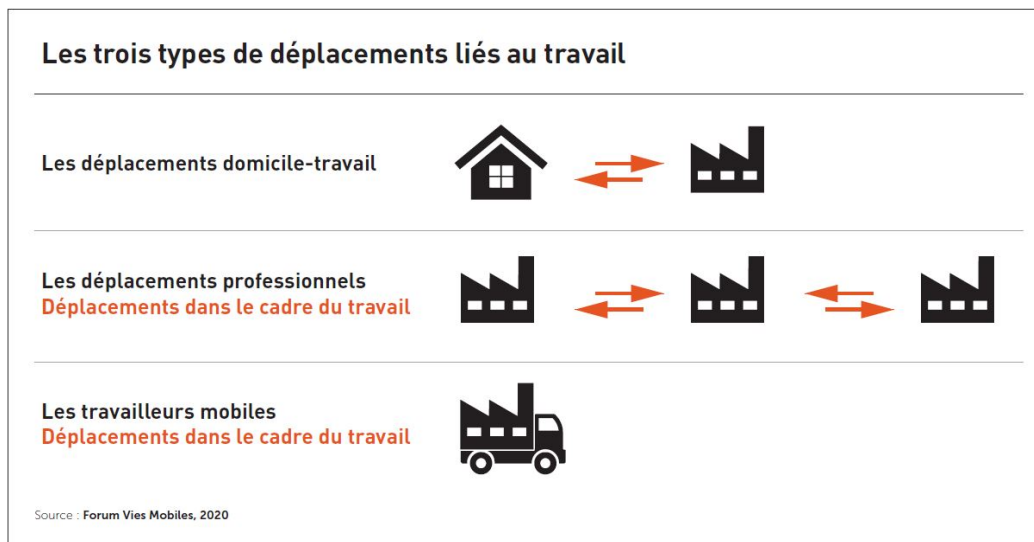 Les trois types de déplacements liés au travail
Les déplacements domicile-travail
Les déplacements professionnels
Déplacements dans le cadre du travail
Les travailleurs mobiles
Déplacements dans le cadre du travail
Source : Forum Vies Mobiles, 2020